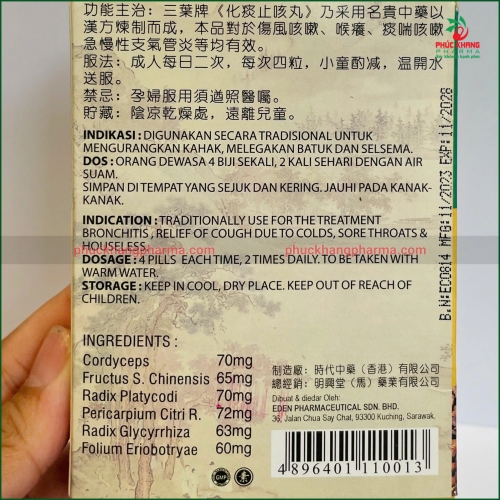 功能主治：三葉牌《化痰止咳丸》乃采用名貴中藥以
漢方煉制而成，本品對於傷風咳嗽、喉癢、痰喘咳嗽
急慢性支氣管炎等均有效。
服法：成人每日二次，每次四粒，小童酌减，温開水
送服。
禁忌：孕婦服用須遒照醫囑。
貯藏：陰涼乾燥處，遠離兒童。
INDIKASI : DIGUNAKAN SECARA TRADISIONAL UNTUK
MENGURANGKAN KAHAK, MELEGAKAN BATUK DAN SELSEMA.
DOS : ORANG DEWASA 4 BIJI SEKALI, 2 KALI SEHARI DENGAN AIR
SUAM.
SIMPAN DI TEMPAT YANG SEJUK DAN KERING. JAUHI PADA KANAK-
KANAK.
INDICATION : TRADITIONALLY USE FOR THE TREATMENT
BRONCHITIS , RELIEF OF COUGH DUE TO COLDS, SORE THROATS &
HOUSELESS
DOSAGE : 4 PILLS EACH TIME, 2 TIMES DAILY. TO BE TAKEN WITH
WARM WATER.
STORAGE : KEEP IN COOL, DRY PLACE. KEEP OUT OF REACH OF
CHILDREN.
INGREDIENTS :
Cordyceps 70mg
Fructus S. Chinensis 65mg
Radix Platycodi 70mg
Pericarpium Citri R. 72mg
Radix Glycyrrhiza 63mg
Folium Eriobotryae 60mg
製造廠：時代中藥（香港）有限公司
總經銷：明興堂（馬）藥業有限公司
Dibuat & diedar Oleh:
EDEN PHARMACEUTICAL SDN. BHD.
36, Jalan Chua Say Chat, 93300 Kuching, Sarawak.
4896401110013
GMP
B.N:EC0814 MFG:11/2023 EXP:11/2026
PHÚC KHANG
PHARMA
phuckhangpharma.com
phuckhangpharma.com
phuckhangpharma.com